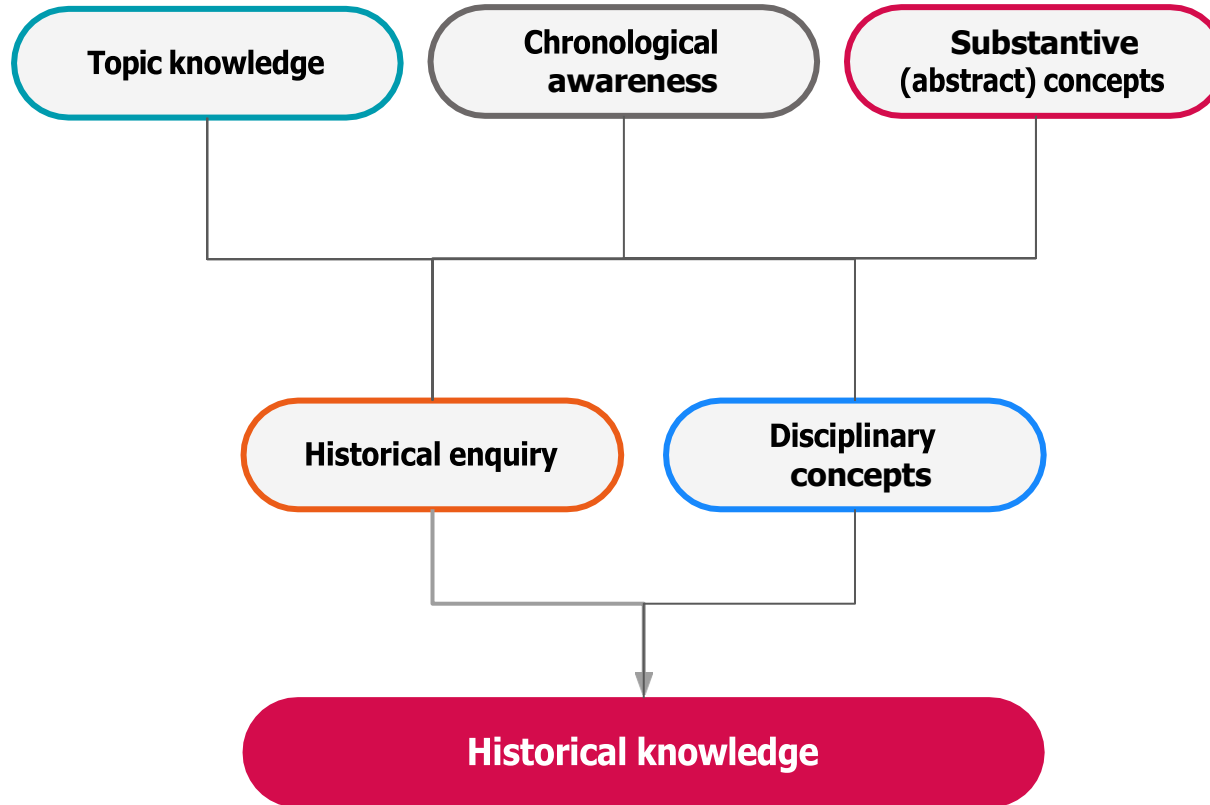 Topic knowledge
Chronological
awareness
Substantive
(abstract) concepts
Historical enquiry
Disciplinary
concepts
Historical knowledge